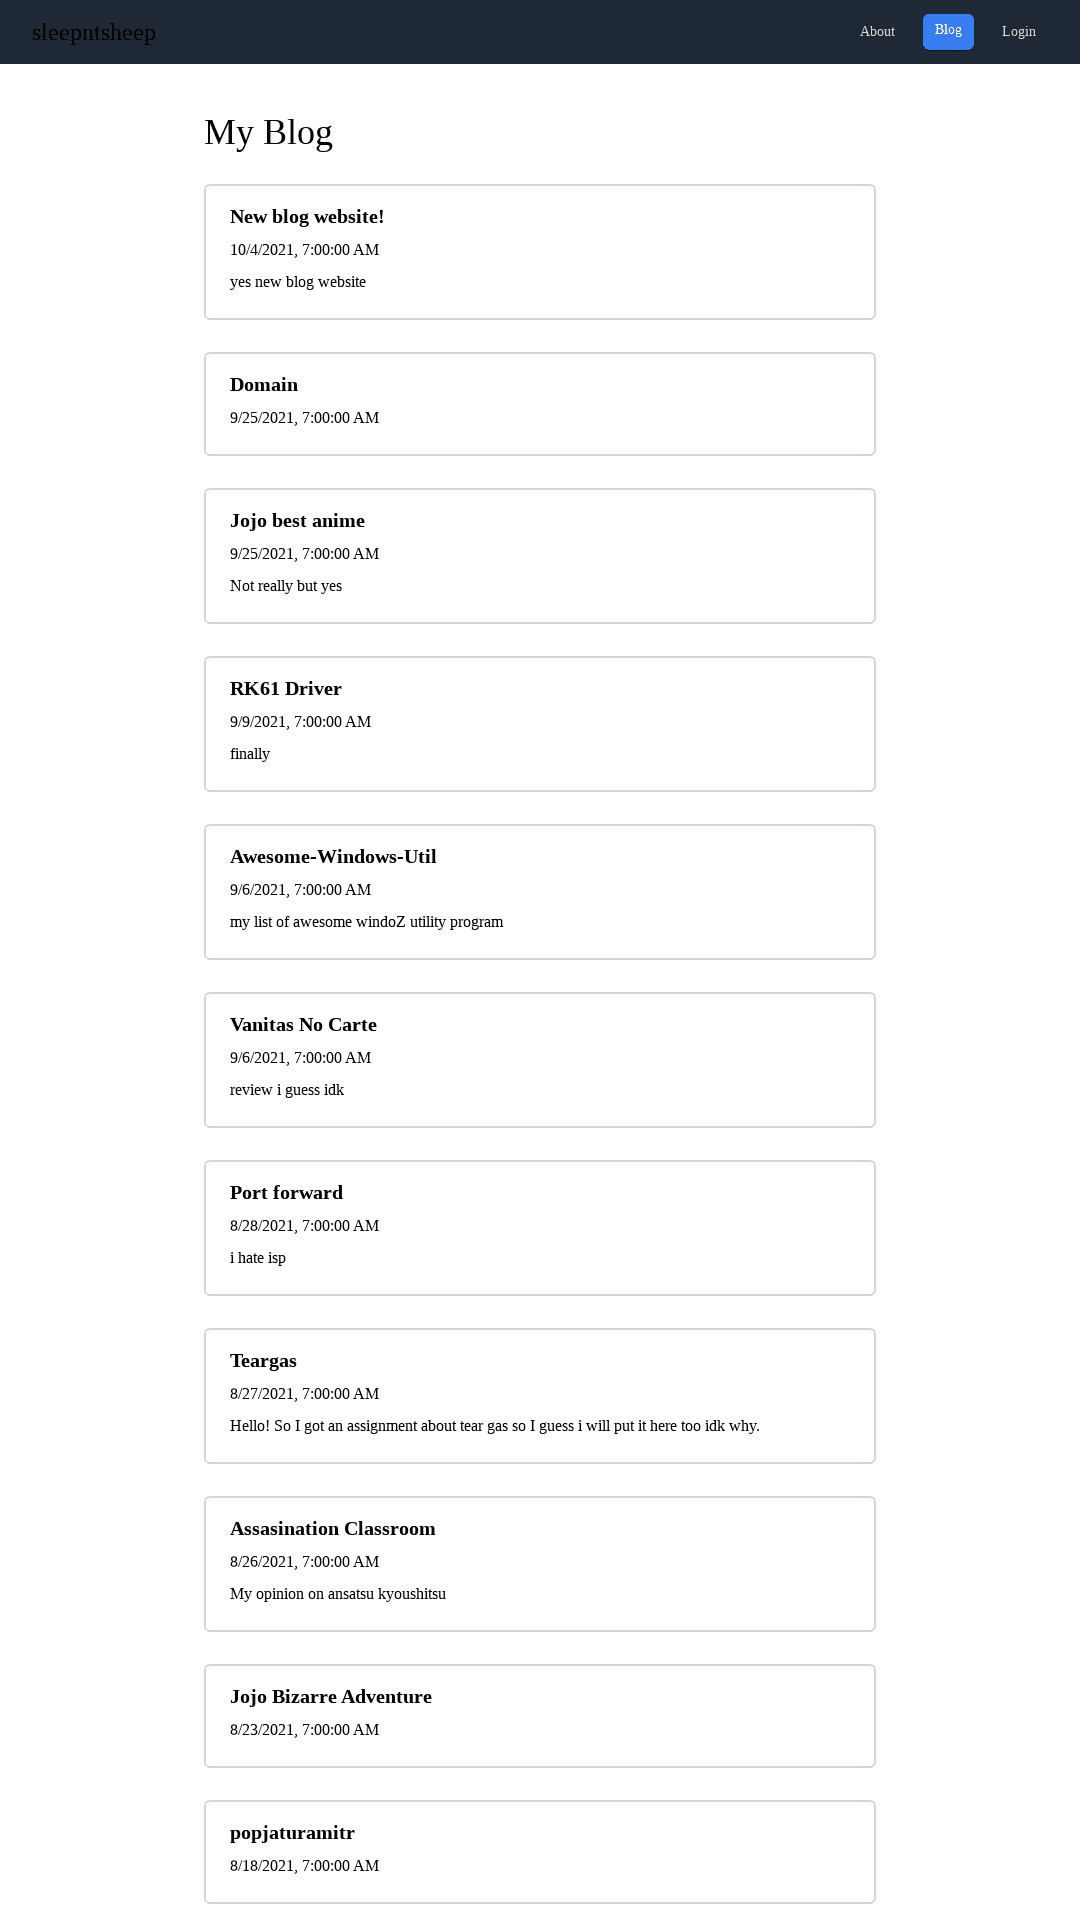 sleepntsheep
About
Blog
Login
My Blog
New blog website!
10/4/2021, 7:00:00 AM
yes new blog website
Domain
9/25/2021, 7:00:00 AM
Jojo best anime
9/25/2021, 7:00:00 AM
Not really but yes
RK61 Driver
9/9/2021, 7:00:00 AM
finally
Awesome-Windows-Util
9/6/2021, 7:00:00 AM
my list of awesome windoZ utility program
Vanitas No Carte
9/6/2021, 7:00:00 AM
review i guess idk
Port forward
8/28/2021, 7:00:00 AM
i hate isp
Teargas
8/27/2021, 7:00:00 AM
Hello! So I got an assignment about tear gas so I guess i will put it here too idk why.
Assasination Classroom
8/26/2021, 7:00:00 AM
My opinion on ansatsu kyoushitsu
Jojo Bizarre Adventure
8/23/2021, 7:00:00 AM
popjaturamitr
8/18/2021, 7:00:00 AM